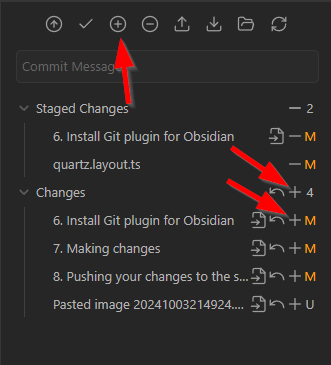 Commit Message
Staged Changes 2
6. Install Git plugin for Obsidian M
quartz.layout.ts M
Changes 4
6. Install Git plugin for Obsidian M
7. Making changes M
8. Pushing your changes to the s... M
Pasted image 20241003214924.... U